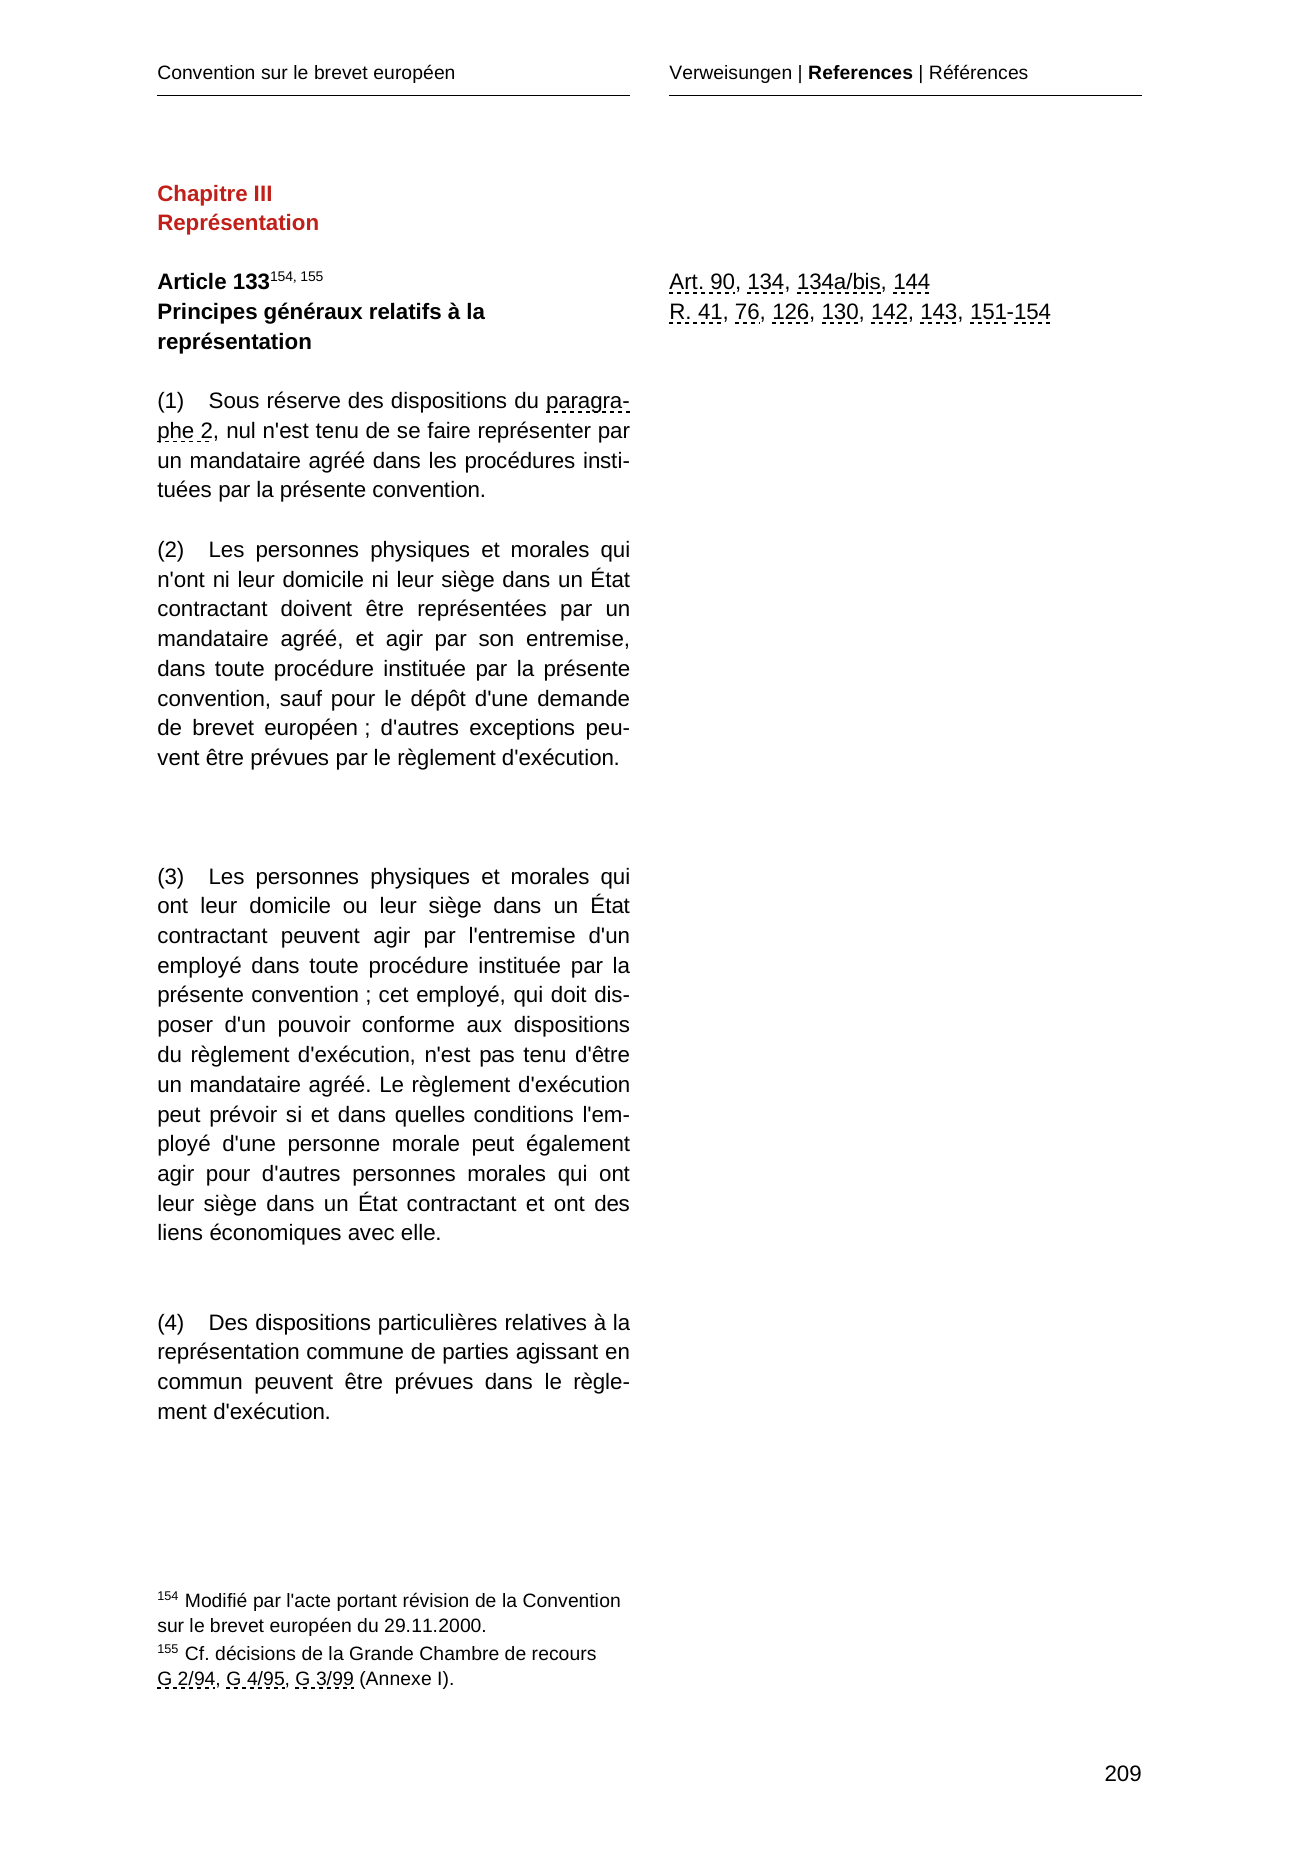 Convention sur le brevet européen
Verweisungen | References | Références
Chapitre III
Représentation
Article 133154, 155
Principes généraux relatifs à la
représentation
Art. 90, 134, 134a/bis, 144
R. 41, 76, 126, 130, 142, 143, 151-154
(1) Sous réserve des dispositions du paragra-
phe 2, nul n'est tenu de se faire représenter par
un mandataire agréé dans les procédures insti-
tuées par la présente convention.
(2) Les personnes physiques et morales qui
n'ont ni leur domicile ni leur siège dans un État
contractant doivent être représentées par un
mandataire agréé, et agir par son entremise,
dans toute procédure instituée par la présente
convention, sauf pour le dépôt d'une demande
de brevet européen ; d'autres exceptions peu-
vent être prévues par le règlement d'exécution.
(3) Les personnes physiques et morales qui
ont leur domicile ou leur siège dans un État
contractant peuvent agir par l'entremise d'un
employé dans toute procédure instituée par la
présente convention ; cet employé, qui doit dis-
poser d'un pouvoir conforme aux dispositions
du règlement d'exécution, n'est pas tenu d'être
un mandataire agréé. Le règlement d'exécution
peut prévoir si et dans quelles conditions l'em-
ployé d'une personne morale peut également
agir pour d'autres personnes morales qui ont
leur siège dans un État contractant et ont des
liens économiques avec elle.
(4) Des dispositions particulières relatives à la
représentation commune de parties agissant en
commun peuvent être prévues dans le règle-
ment d'exécution.
154 Modifié par l'acte portant révision de la Convention
sur le brevet européen du 29.11.2000.
155 Cf. décisions de la Grande Chambre de recours
G 2/94, G 4/95, G 3/99 (Annexe I).
209